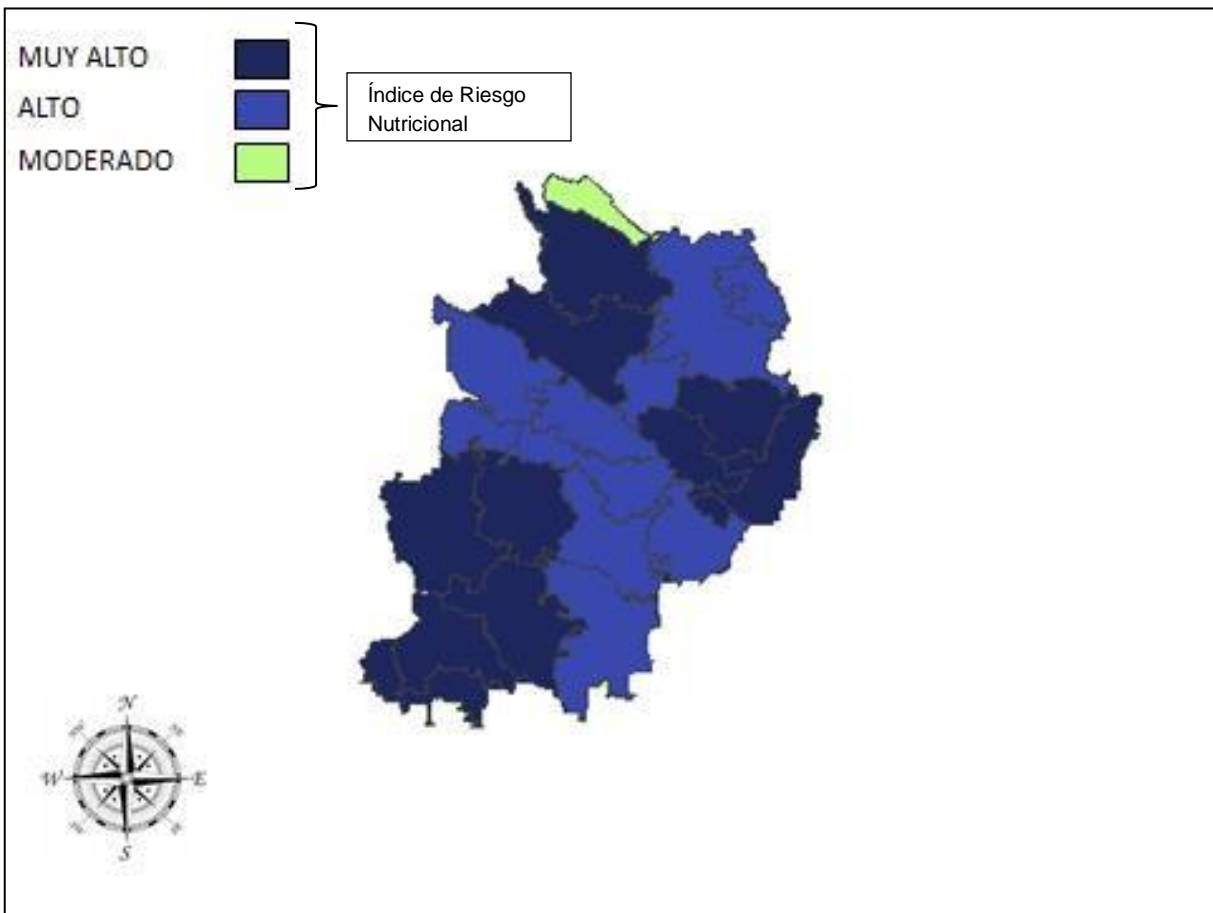 MUY ALTO
ALTO
MODERADO
Índice de Riesgo
Nutricional
N
W
E
S